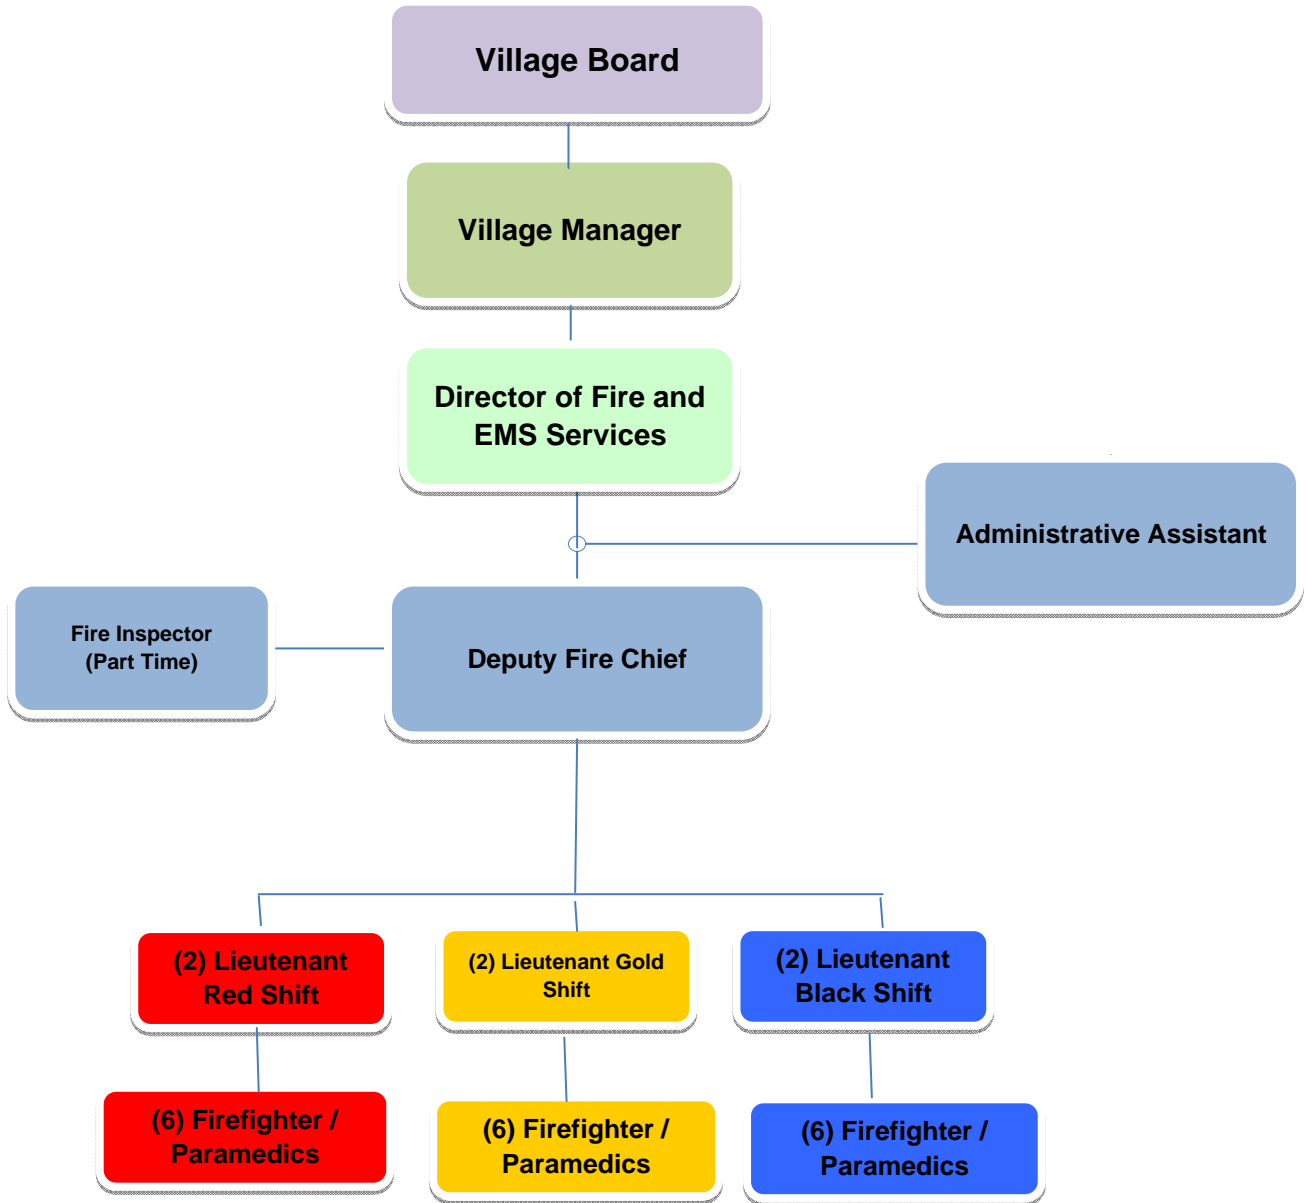 Village Board
Village Manager
Director of Fire and
EMS Services
Administrative Assistant
Fire Inspector
(Part Time)
Deputy Fire Chief
(2) Lieutenant
Red Shift
(2) Lieutenant Gold
Shift
(2) Lieutenant
Black Shift
(6) Firefighter /
Paramedics
(6) Firefighter /
Paramedics
(6) Firefighter /
Paramedics